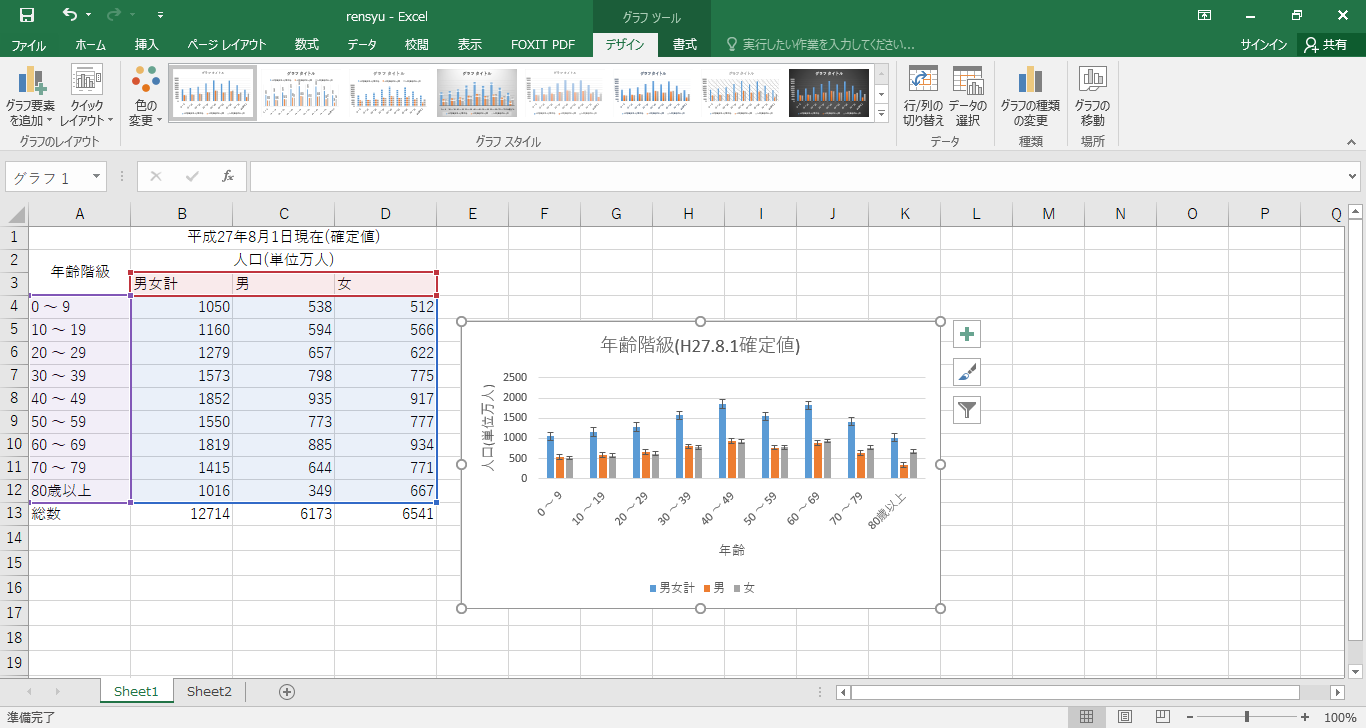 rensyu - Excel
グラフ ツール
ファイル ホーム 挿入 ページ レイアウト 数式 データ 校閲 表示 FOXIT PDF デザイン 書式 実行したい作業を入力してください... サインイン 共有
グラフ要素を追加 クイックレイアウト 色の変更 行/列の切り替え データの選択 グラフの種類の変更 グラフの移動
グラフのレイアウト グラフ スタイル データ 種類 場所
グラフ 1 fx
A B C D E F G H I J K L M N O P Q
1 平成27年8月1日現在(確定値)
2 年齢階級 人口(単位万人)
3 男女計 男 女
4 0 ～ 9 1050 538 512
5 10 ～ 19 1160 594 566
6 20 ～ 29 1279 657 622
7 30 ～ 39 1573 798 775
8 40 ～ 49 1852 935 917
9 50 ～ 59 1550 773 777
10 60 ～ 69 1819 885 934
11 70 ～ 79 1415 644 771
12 80歳以上 1016 349 667
13 総数 12714 6173 6541
14
15
16
17
18
19
年齢階級(H27.8.1確定値)
人口(単位万人)
2500
2000
1500
1000
500
0
0 ～ 9 10 ～ 19 20 ～ 29 30 ～ 39 40 ～ 49 50 ～ 59 60 ～ 69 70 ～ 79 80歳以上
年齢
男女計 男 女
Sheet1 Sheet2
準備完了 100%